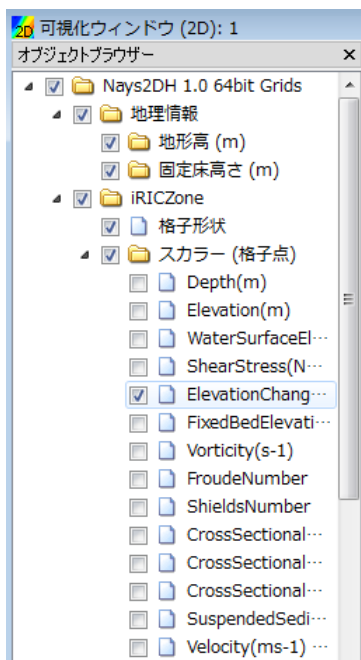 2D 可視化ウィンドウ (2D): 1
オブジェクトブラウザー
Nays2DH 1.0 64bit Grids
地理情報
地形高 (m)
固定床高さ (m)
iRICZone
格子形状
スカラー (格子点)
Depth(m)
Elevation(m)
WaterSurfaceEl…
ShearStress(N…
ElevationChang…
FixedBedElevati…
Vorticity(s-1)
FroudeNumber
ShieldsNumber
CrossSectional…
CrossSectional…
CrossSectional…
SuspendedSedi…
Velocity(ms-1) …